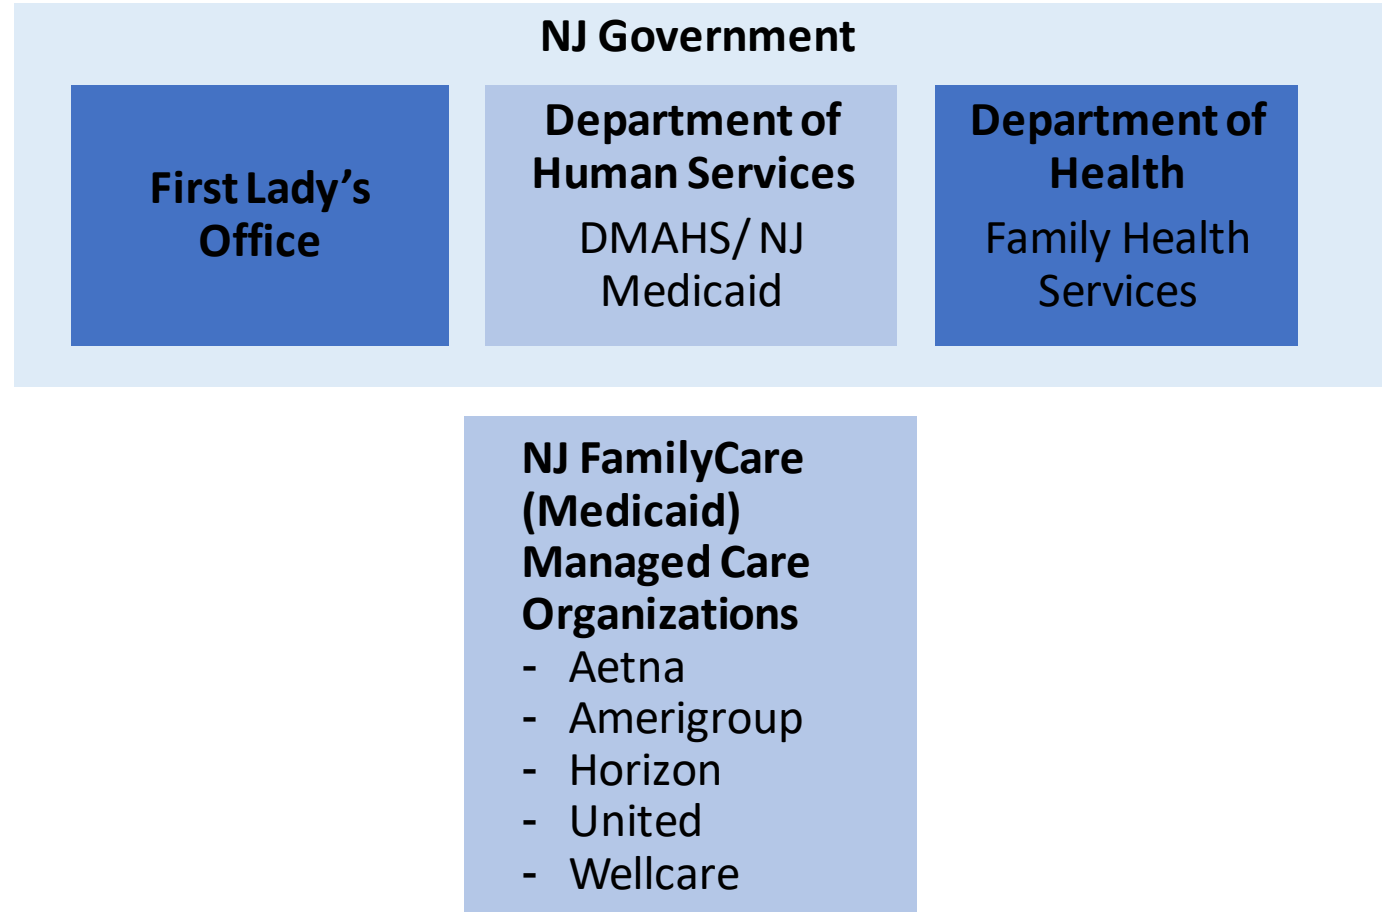 NJ Government
First Lady’s
Office
Department of
Human Services
DMAHS/ NJ
Medicaid
Department of
Health
Family Health
Services
NJ FamilyCare
(Medicaid)
Managed Care
Organizations
- Aetna
- Amerigroup
- Horizon
- United
- Wellcare